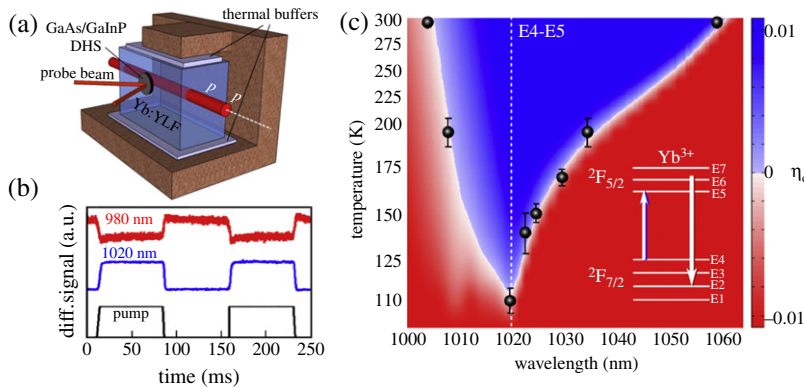 (a)
thermal buffers
GaAs/GaInP
DHS
probe beam
p
p
Yb:YLF
(b)
980 nm
1020 nm
pump
diff.signal (a.u.)
0 50 100 150 200 250
time (ms)
(c)
E4-E5
300
275
250
225
200
175
150
125
110
temperature (K)
1000 1010 1020 1030 1040 1050 1060
wavelength (nm)
Yb3+
2F5/2
E7
E6
E5
2F7/2
E4
E3
E2
E1
0.01
0
-0.01